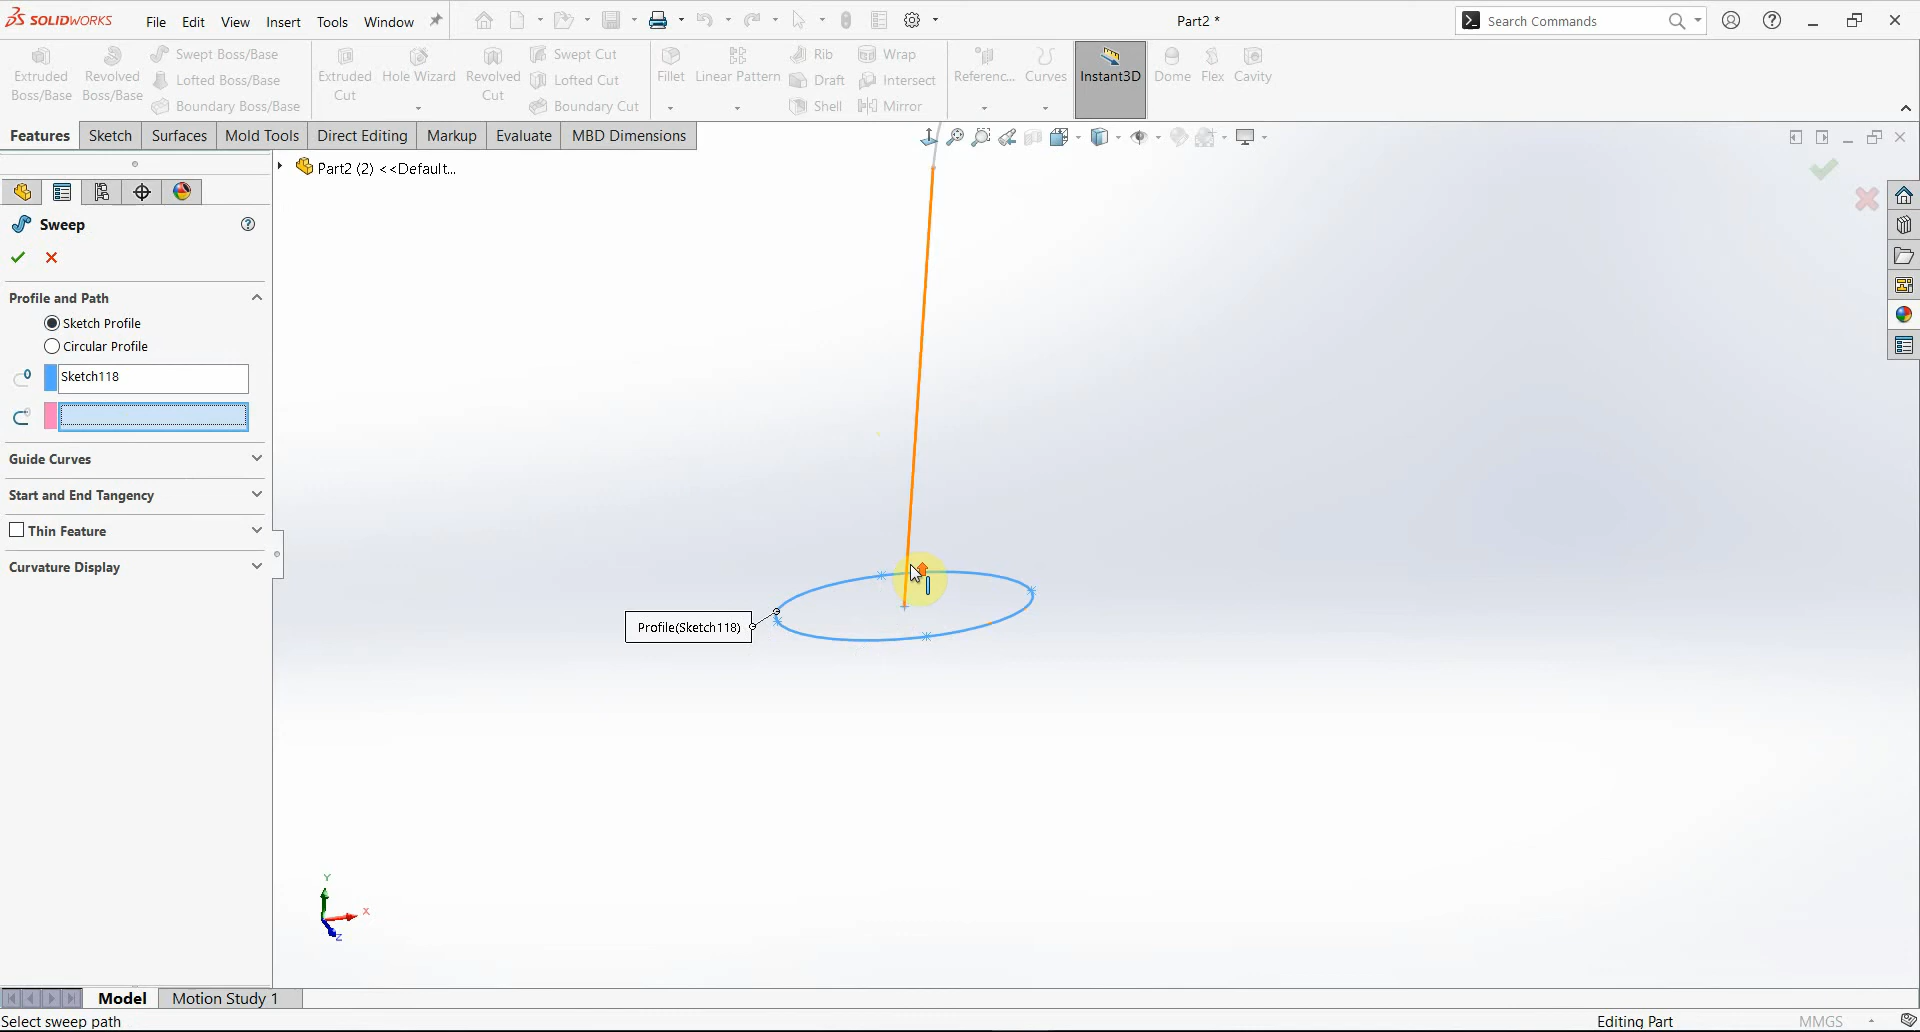 SOLIDWORKS
File Edit View Insert Tools Window
Part2 *
Search Commands
Extruded Boss/Base
Revolved Boss/Base
Swept Boss/Base
Lofted Boss/Base
Boundary Boss/Base
Extruded Cut
Hole Wizard
Revolved Cut
Swept Cut
Lofted Cut
Boundary Cut
Fillet
Linear Pattern
Rib
Draft
Shell
Wrap
Intersect
Mirror
Referenc...
Curves
Instant3D
Dome
Flex
Cavity
Features Sketch Surfaces Mold Tools Direct Editing Markup Evaluate MBD Dimensions
Part2 (2) <<Default...
Sweep
Profile and Path
Sketch Profile
Circular Profile
Sketch118
Guide Curves
Start and End Tangency
Thin Feature
Curvature Display
Profile(Sketch118)
Y
X
Z
Model Motion Study 1
Select sweep path
Editing Part
MMGS